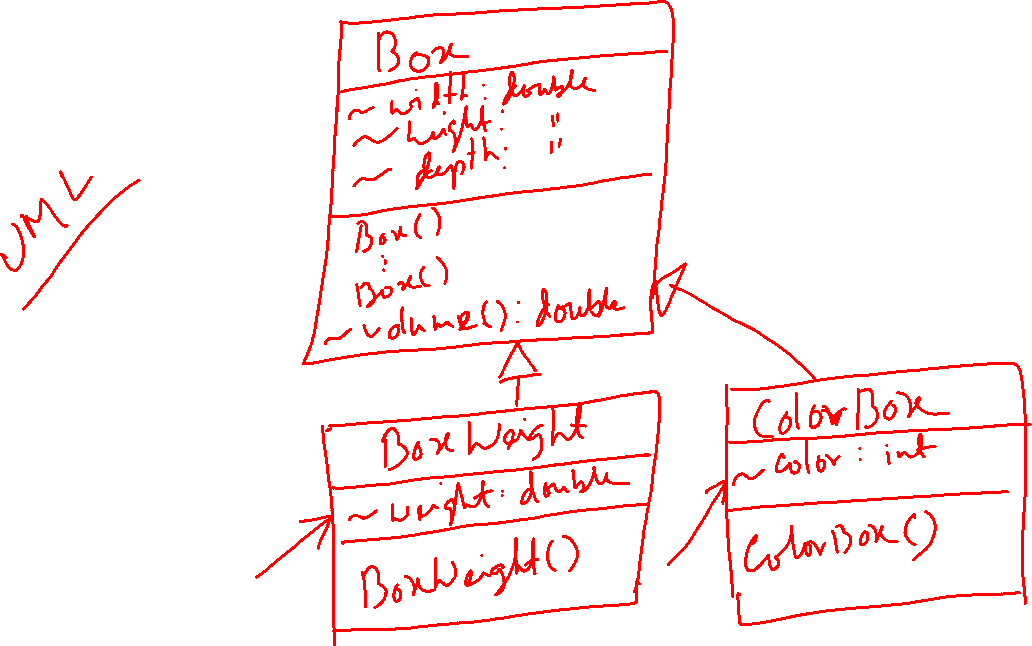 Box
~ width: double
~ height: "
~ depth: "
UML
Box()
:
Box()
~ volume(): double
BoxWeight
~ weight: double
BoxWeight()
ColorBox
~ color: int
ColorBox()